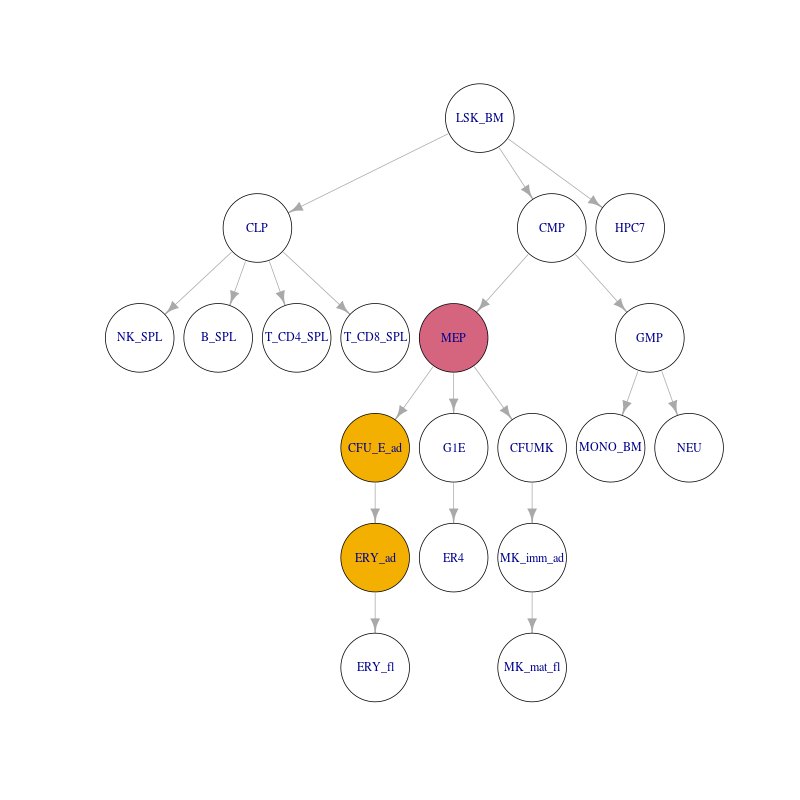 LSK_BM
CLP
CMP
HPC7
NK_SPL
B_SPL
T_CD4_SPL
T_CD8_SPL
MEP
GMP
CFU_E_ad
G1E
CFUMK
MONO_BM
NEU
ERY_ad
ER4
MK_imm_ad
ERY_fl
MK_mat_fl